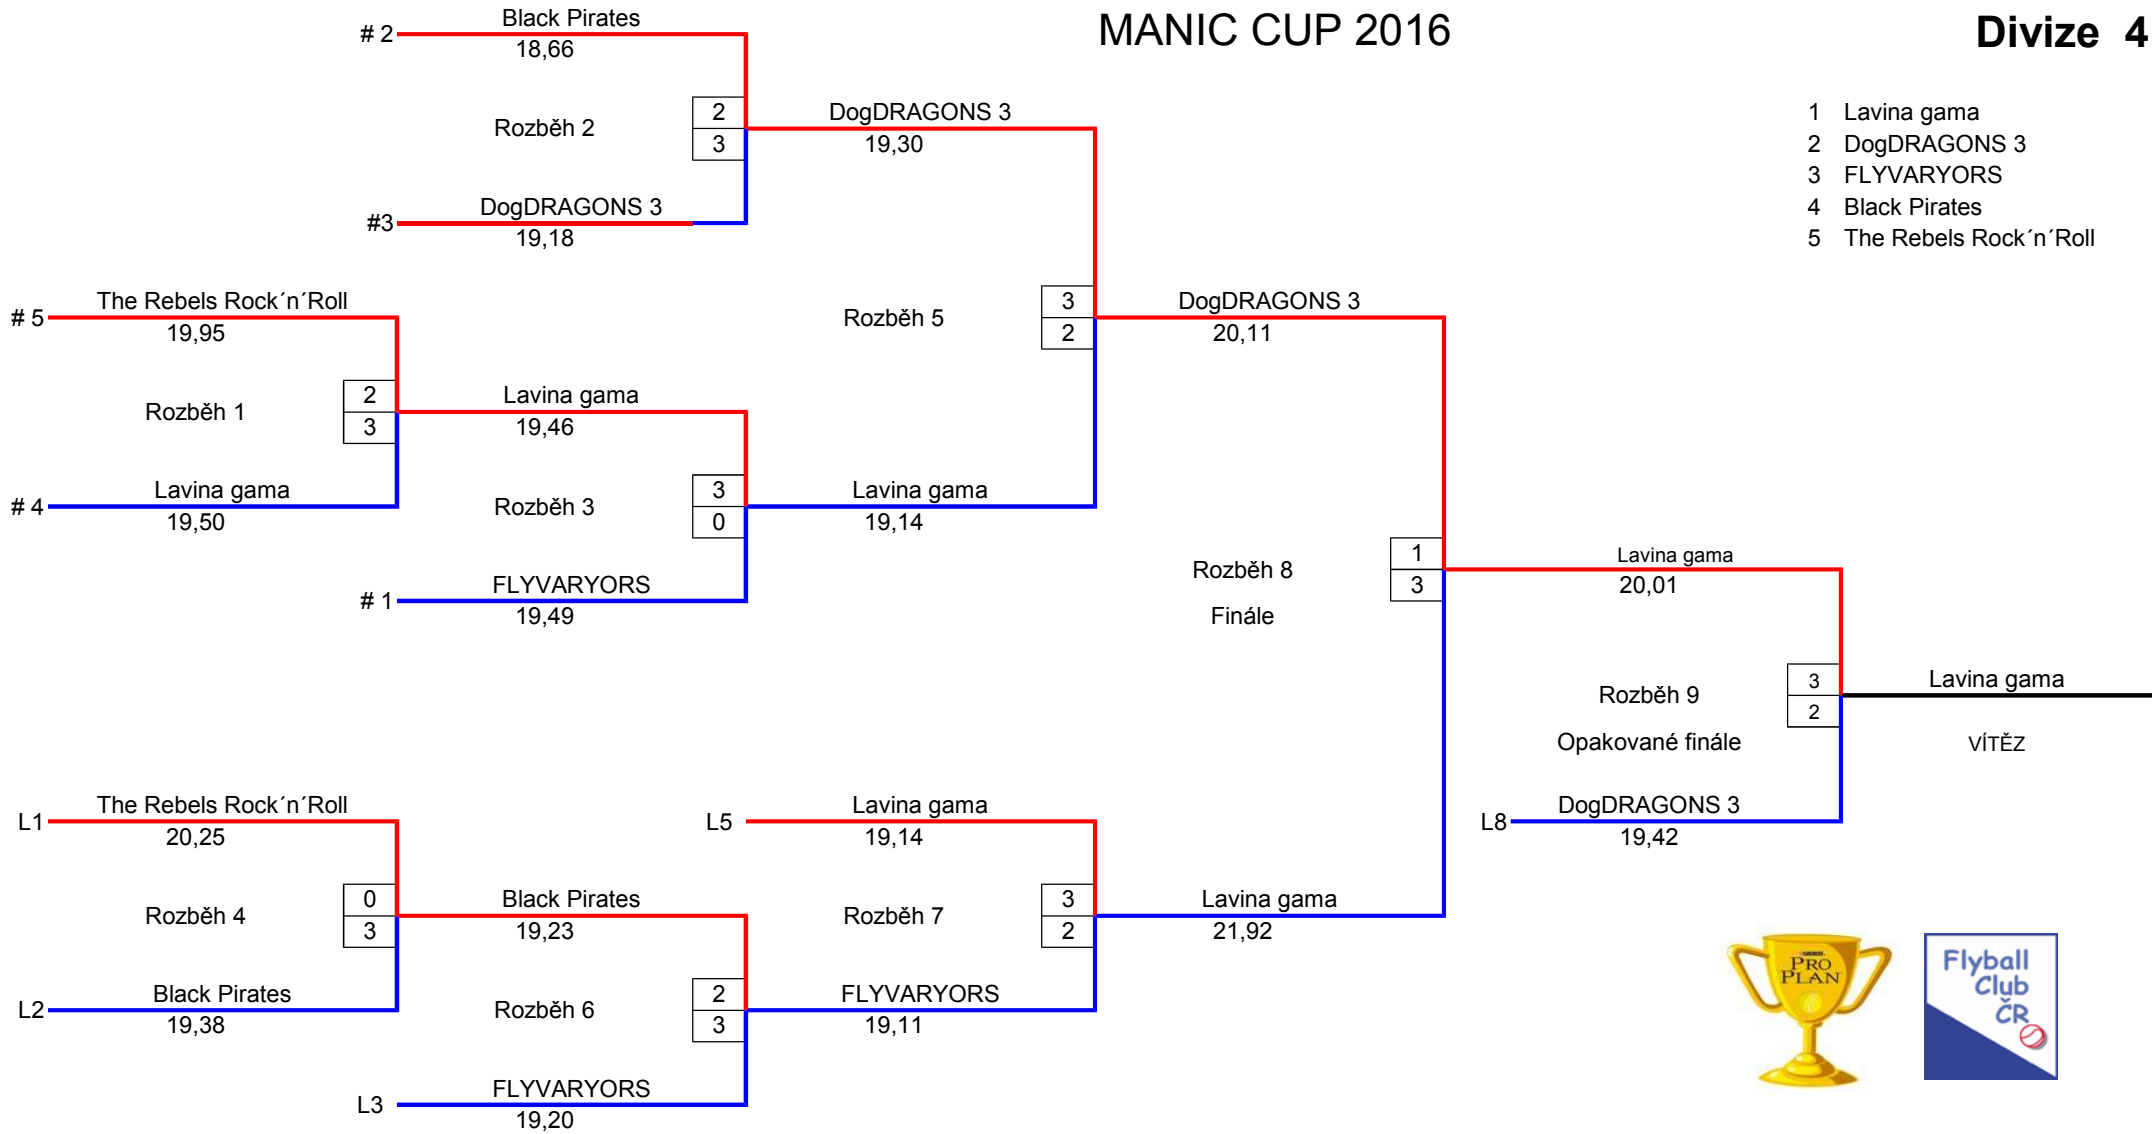 MANIC CUP 2016
Divize 4
1 Lavina gama
2 DogDRAGONS 3
3 FLYVARYORS
4 Black Pirates
5 The Rebels Rock´n´Roll
Black Pirates
# 2
18,66
Rozběh 2
2
3
DogDRAGONS 3
#3
19,18
DogDRAGONS 3
19,30
The Rebels Rock´n´Roll
# 5
19,95
Rozběh 1
2
3
Lavina gama
# 4
19,50
Lavina gama
19,46
Rozběh 3
3
0
FLYVARYORS
# 1
19,49
Rozběh 5
3
2
Lavina gama
19,14
DogDRAGONS 3
20,11
Rozběh 8
Finále
1
3
Lavina gama
20,01
Rozběh 9
Opakované finále
3
2
Lavina gama
VÍTĚZ
DogDRAGONS 3
L8
19,42
The Rebels Rock´n´Roll
L1
20,25
Rozběh 4
0
3
Black Pirates
L2
19,38
Black Pirates
19,23
Rozběh 6
2
3
FLYVARYORS
L3
19,20
Lavina gama
L5
19,14
Rozběh 7
3
2
FLYVARYORS
19,11
Lavina gama
21,92
PRO
PLAN
Flyball
Club
ČR